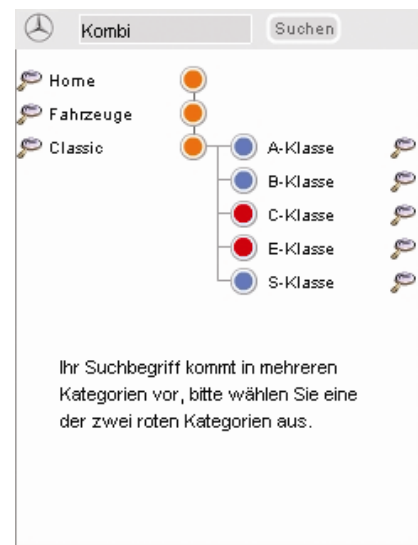 Kombi Suchen
Home
Fahrzeuge
Classic A-Klasse
B-Klasse
C-Klasse
E-Klasse
S-Klasse
Ihr Suchbegriff kommt in mehreren
Kategorien vor, bitte wählen Sie eine
der zwei roten Kategorien aus.